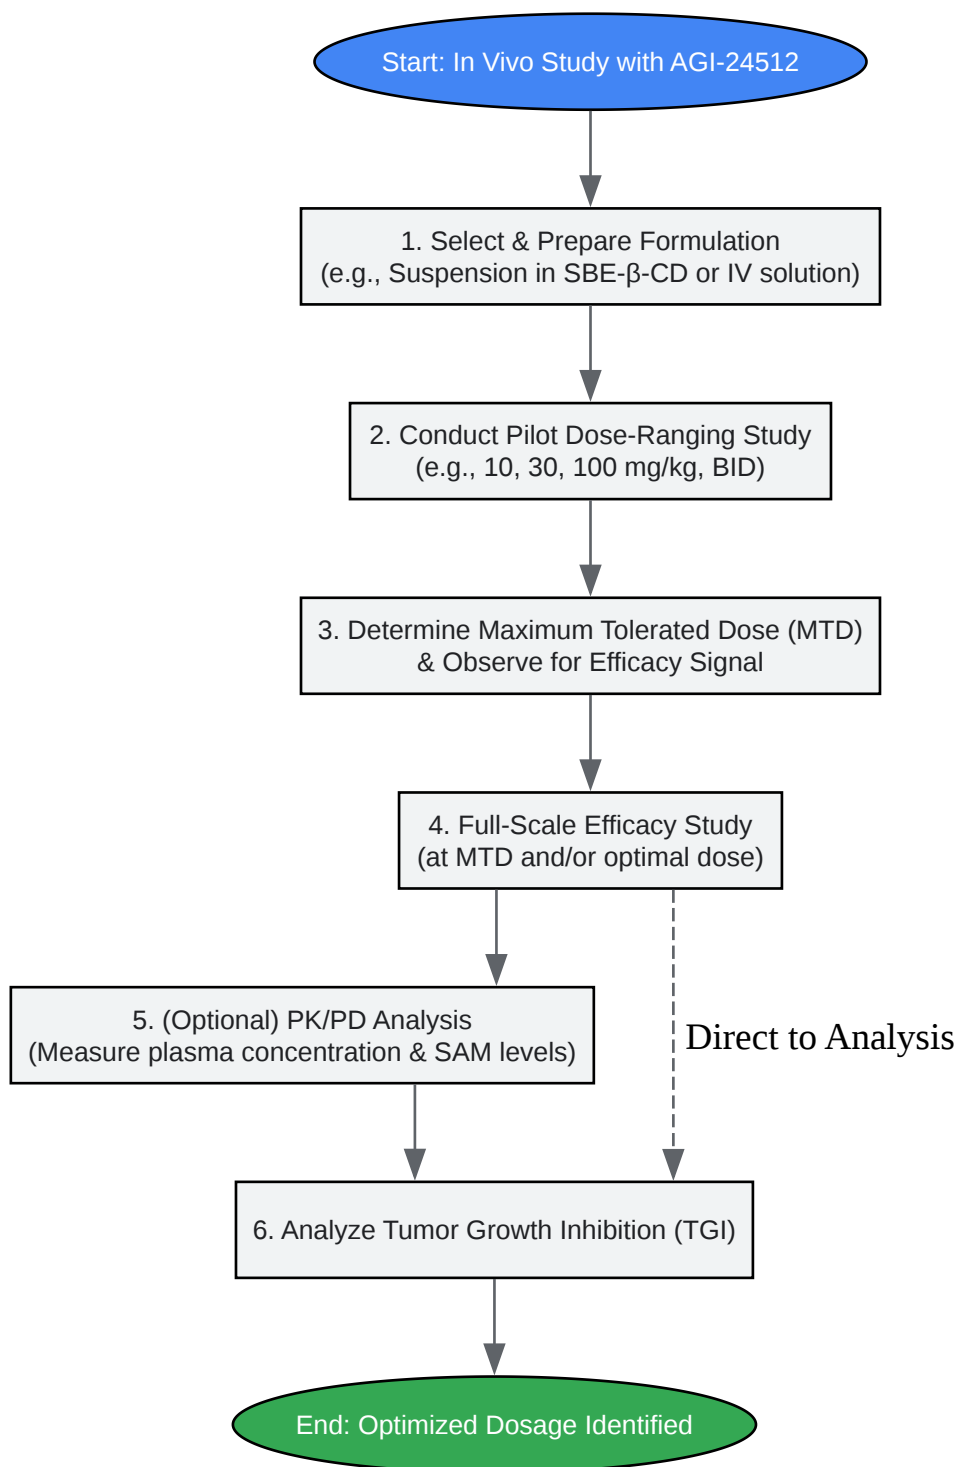 Start: In Vivo Study with AGI-24512
1. Select & Prepare Formulation
(e.g., Suspension in SBE-β-CD or IV solution)
2. Conduct Pilot Dose-Ranging Study
(e.g., 10, 30, 100 mg/kg, BID)
3. Determine Maximum Tolerated Dose (MTD)
& Observe for Efficacy Signal
4. Full-Scale Efficacy Study
(at MTD and/or optimal dose)
5. (Optional) PK/PD Analysis
(Measure plasma concentration & SAM levels)
Direct to Analysis
6. Analyze Tumor Growth Inhibition (TGI)
End: Optimized Dosage Identified